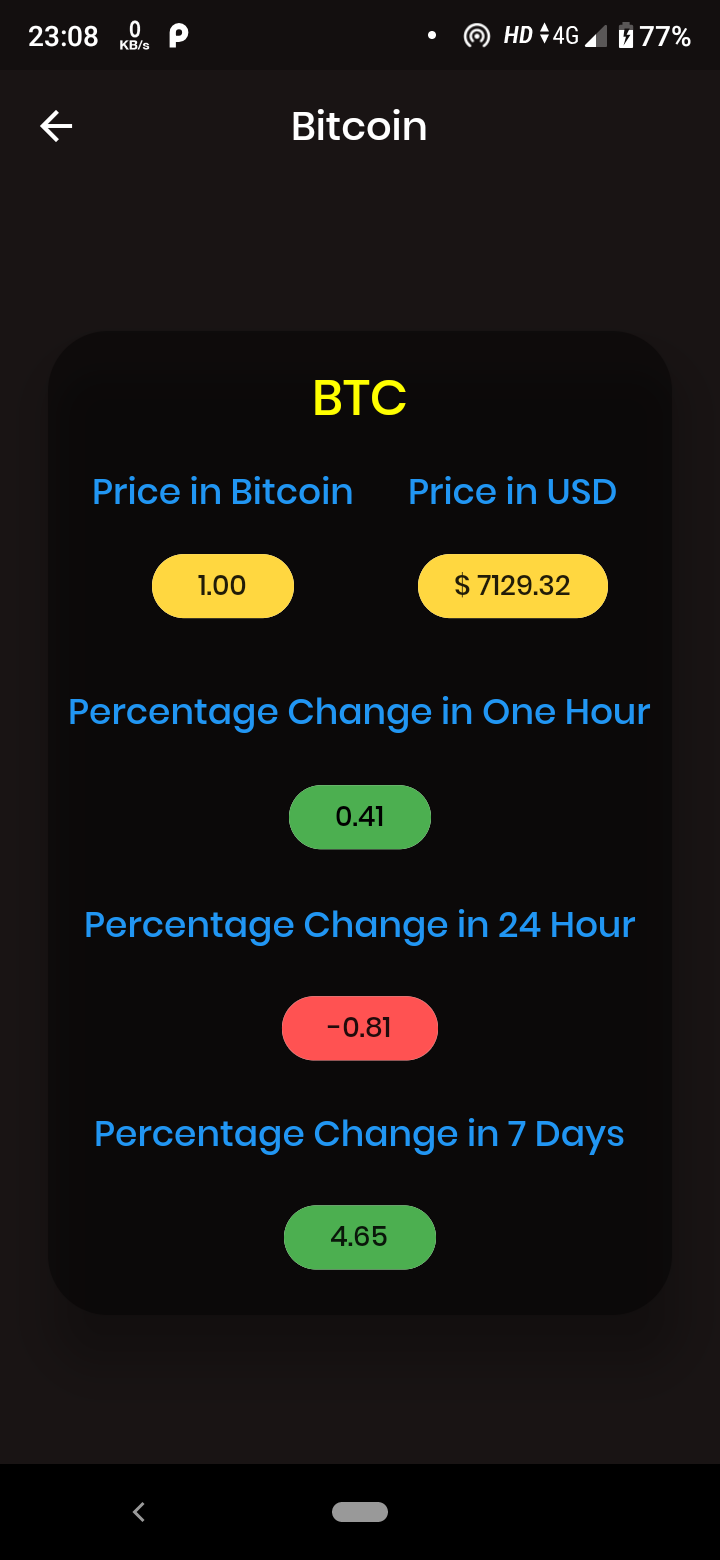 23:08 0 KB/s HD 4G 77%
Bitcoin
BTC
Price in Bitcoin Price in USD
1.00 $ 7129.32
Percentage Change in One Hour
0.41
Percentage Change in 24 Hour
-0.81
Percentage Change in 7 Days
4.65